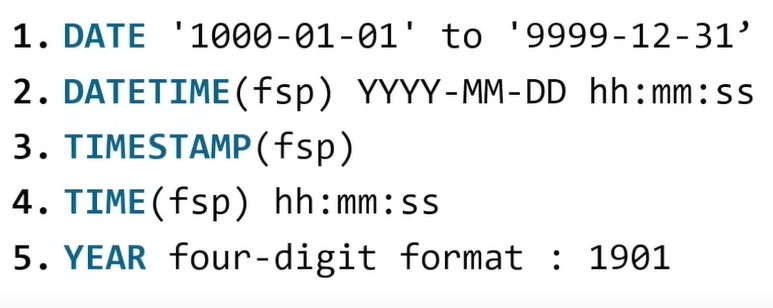 1. DATE '1000-01-01' to '9999-12-31’
2. DATETIME(fsp) YYYY-MM-DD hh:mm:ss
3. TIMESTAMP(fsp)
4. TIME(fsp) hh:mm:ss
5. YEAR four-digit format : 1901